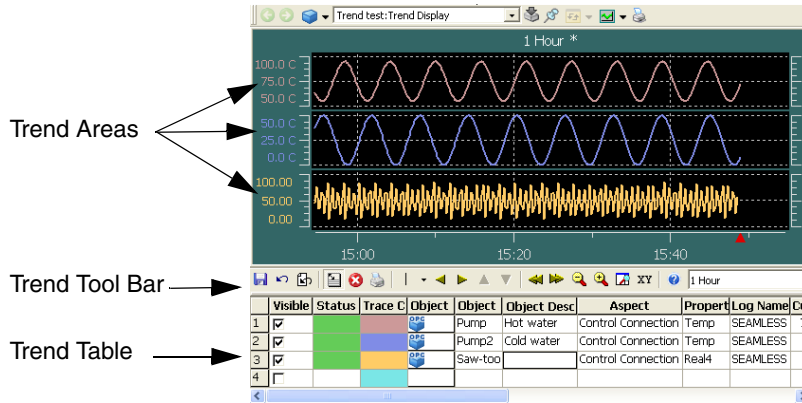 Trend test:Trend Display
1 Hour *
100.0 C
75.0 C
50.0 C
Trend Areas
50.0 C
25.0 C
0.0 C
100.00
50.00
0.00
15:00 15:20 15:40
Trend Tool Bar
XY 1 Hour
Visible Status Trace C Object Object Object Desc Aspect Propert Log Name
1 OPC Pump Hot water Control Connection Temp SEAMLESS
2 OPC Pump2 Cold water Control Connection Temp SEAMLESS
Trend Table
3 OPC Saw-too Control Connection Real4 SEAMLESS
4